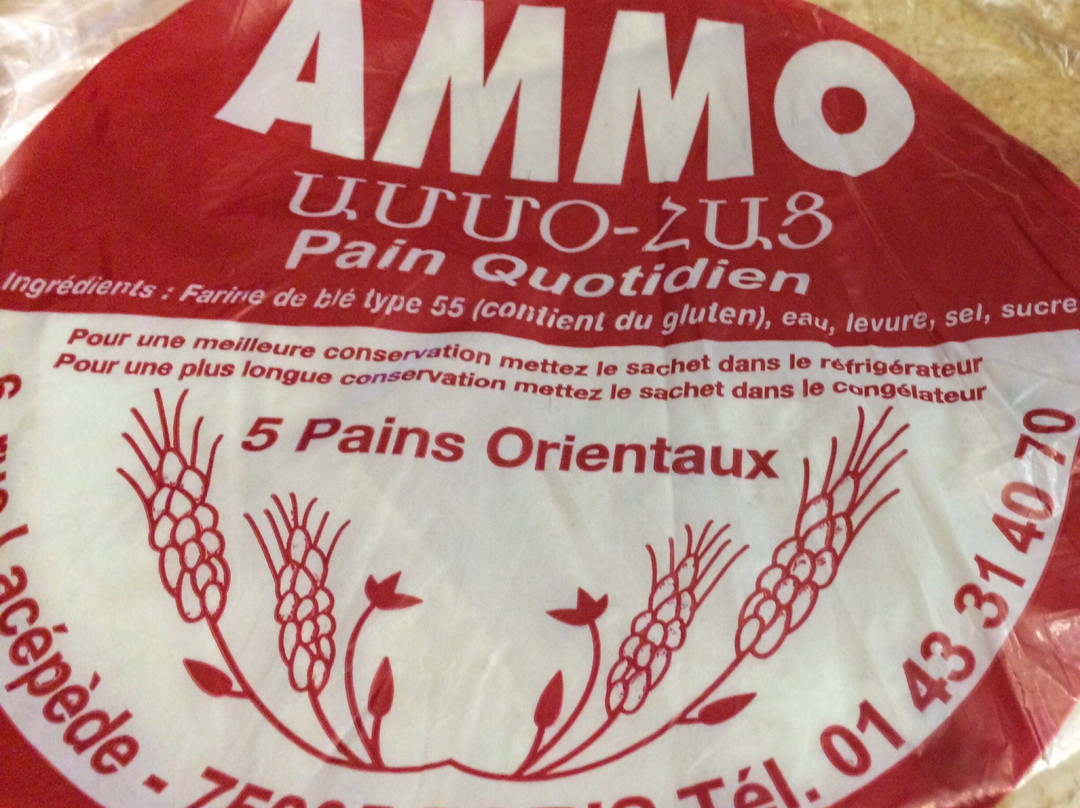 AMMO
ԱՄՄՕ-ՀԱՑ
Pain Quotidien
Ingrédients : Farine de blé type 55 (contient du gluten), eau, levure, sel, sucre
Pour une meilleure conservation mettez le sachet dans le réfrigérateur
Pour une plus longue conservation mettez le sachet dans le congélateur
5 Pains Orientaux
Lacépède - Tél. 01 43 31 40 70